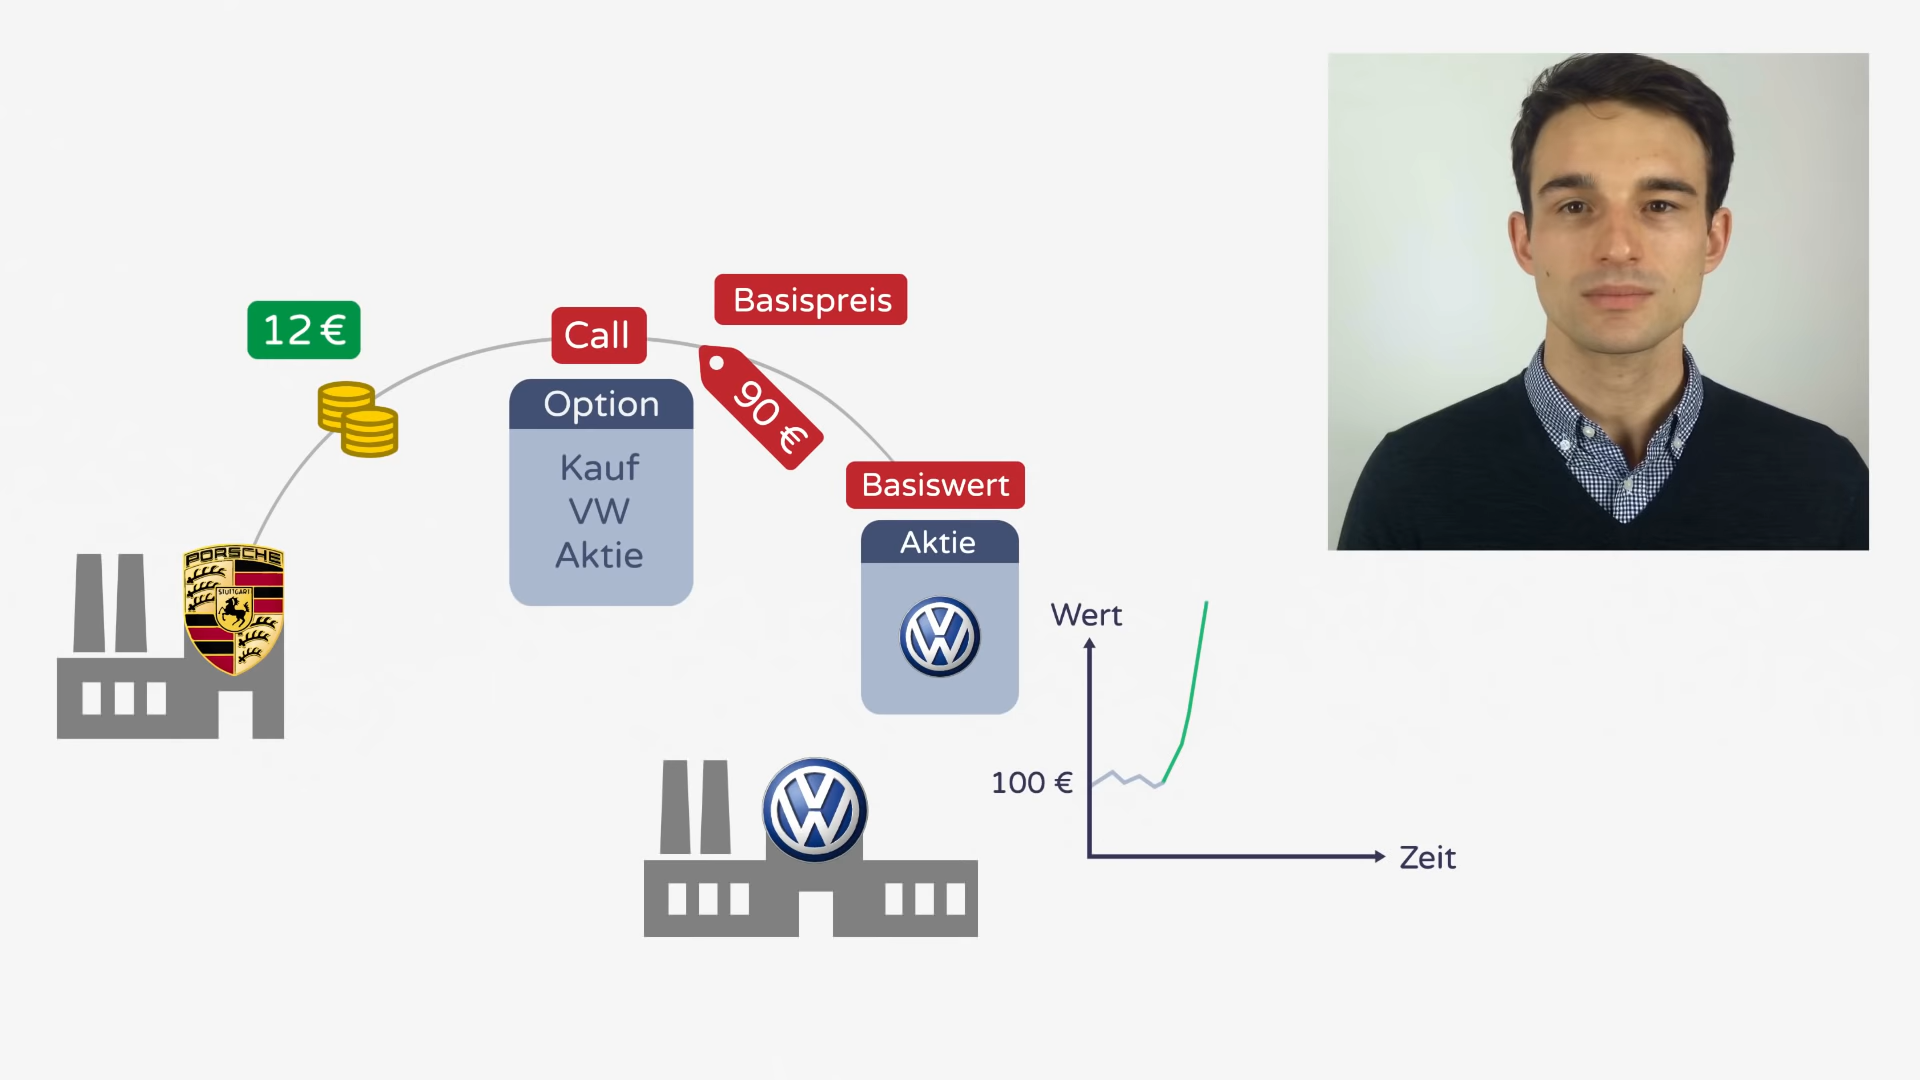 12 €
Call
Basispreis
90 €
Option
Kauf
VW
Aktie
Basiswert
Aktie
PORSCHE
STUTTGART
Wert
100 €
Zeit